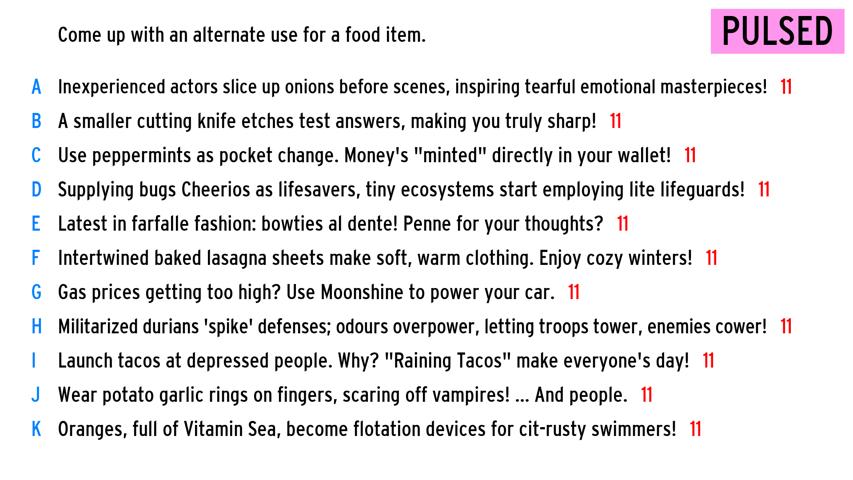 Come up with an alternate use for a food item.
PULSED
A Inexperienced actors slice up onions before scenes, inspiring tearful emotional masterpieces! 11
B A smaller cutting knife etches test answers, making you truly sharp! 11
C Use peppermints as pocket change. Money's "minted" directly in your wallet! 11
D Supplying bugs Cheerios as lifesavers, tiny ecosystems start employing lite lifeguards! 11
E Latest in farfalle fashion: bowties al dente! Penne for your thoughts? 11
F Intertwined baked lasagna sheets make soft, warm clothing. Enjoy cozy winters! 11
G Gas prices getting too high? Use Moonshine to power your car. 11
H Militarized durians 'spike' defenses; odours overpower, letting troops tower, enemies cower! 11
I Launch tacos at depressed people. Why? "Raining Tacos" make everyone's day! 11
J Wear potato garlic rings on fingers, scaring off vampires! ... And people. 11
K Oranges, full of Vitamin Sea, become flotation devices for cit-rusty swimmers! 11